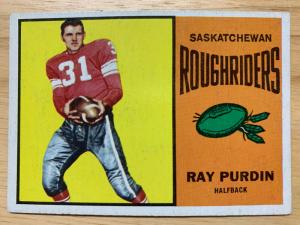 31
SASKATCHEWAN
ROUGHRIDERS
RAY PURDIN
HALFBACK